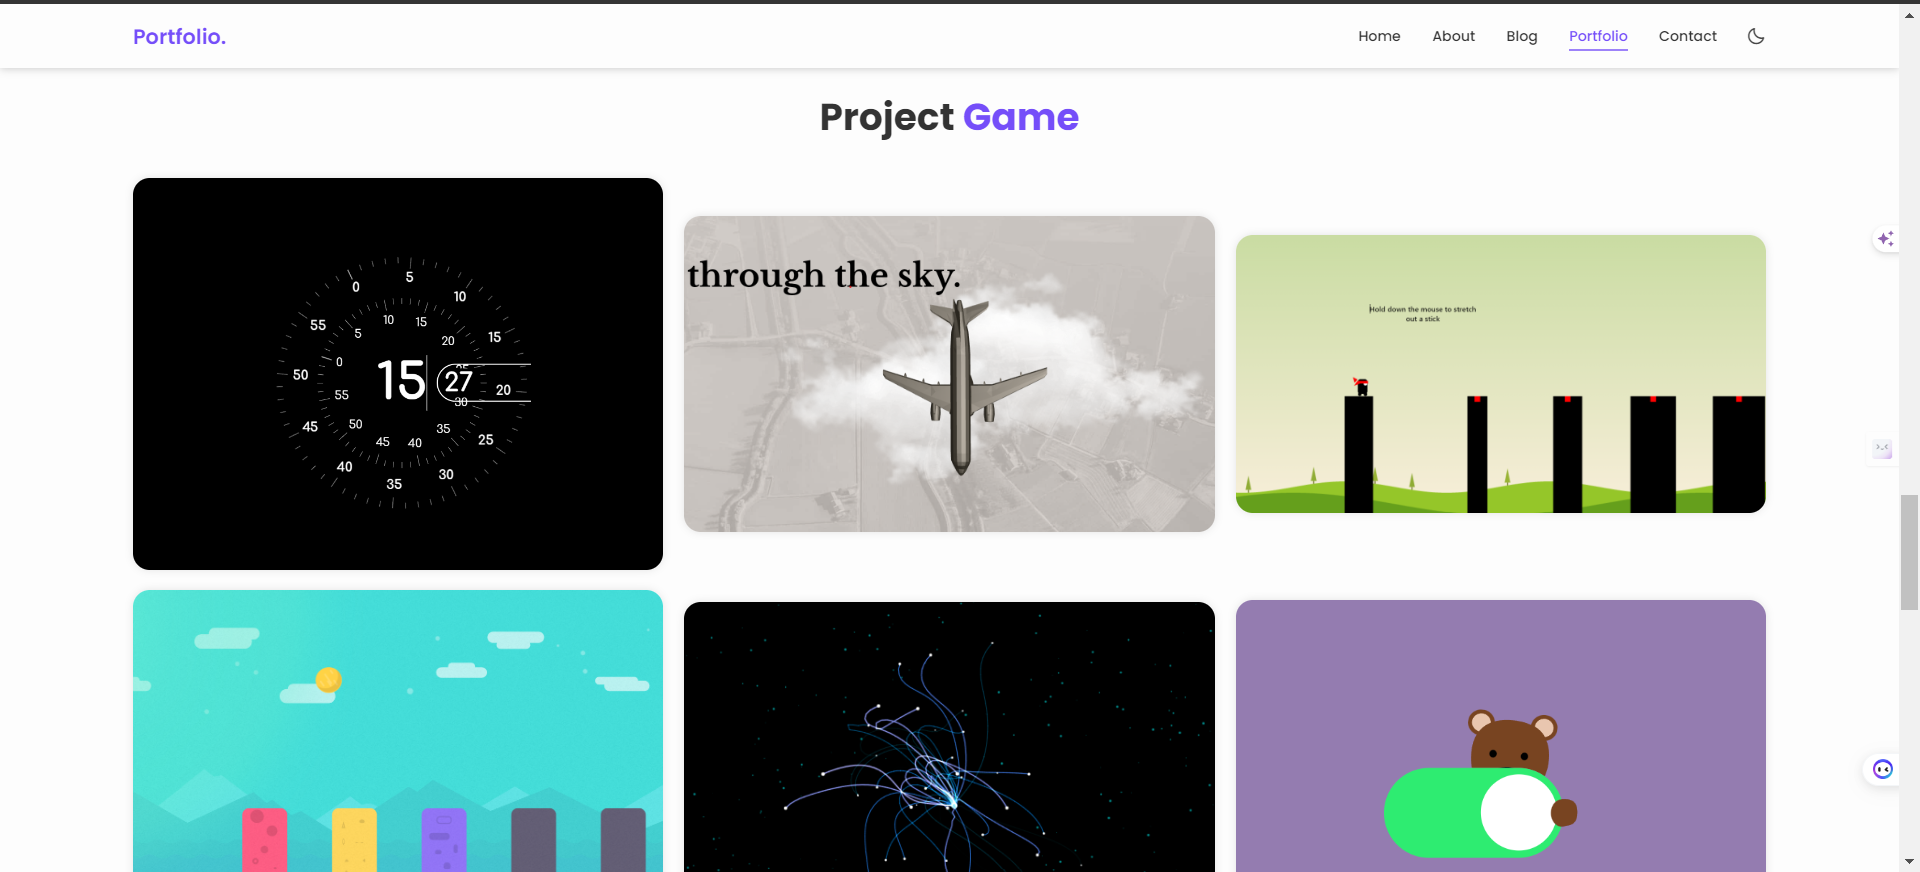 Portfolio.
Home About Blog Portfolio Contact
Project Game
0 5 10 15 20 25 30 35 40 45 50 55
0 5 10 15 20 27 30 35 40 45 50 55
15
through the sky.
Hold down the mouse to stretch
out a stick